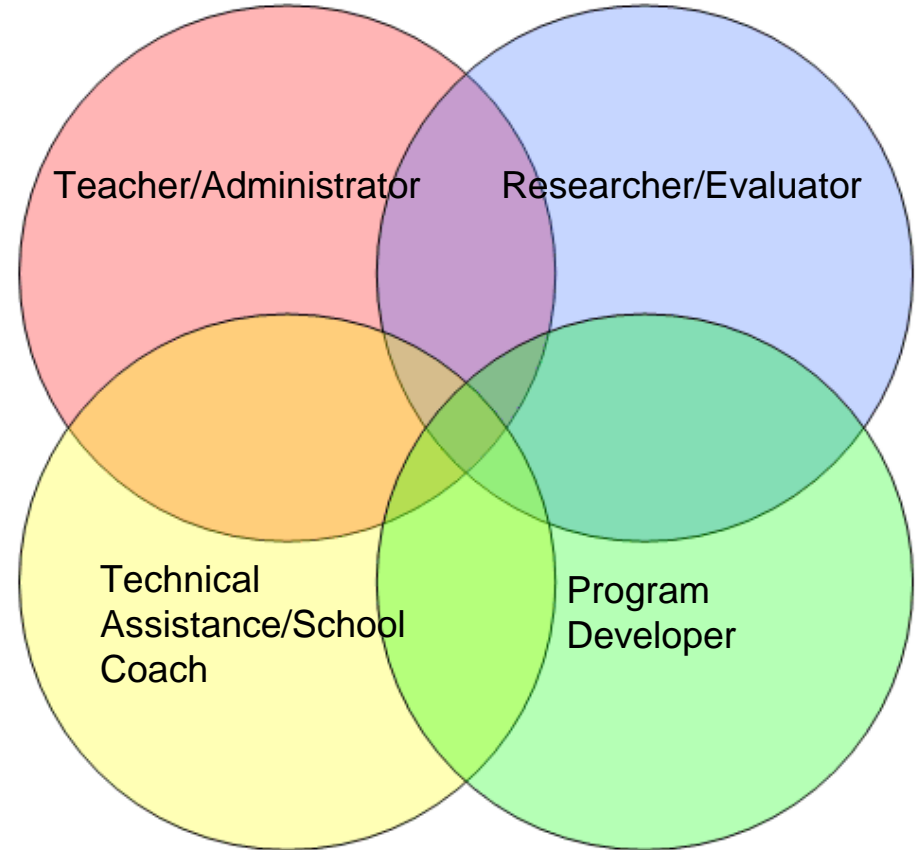 Teacher/Administrator
Researcher/Evaluator
Technical
Assistance/School
Coach
Program
Developer